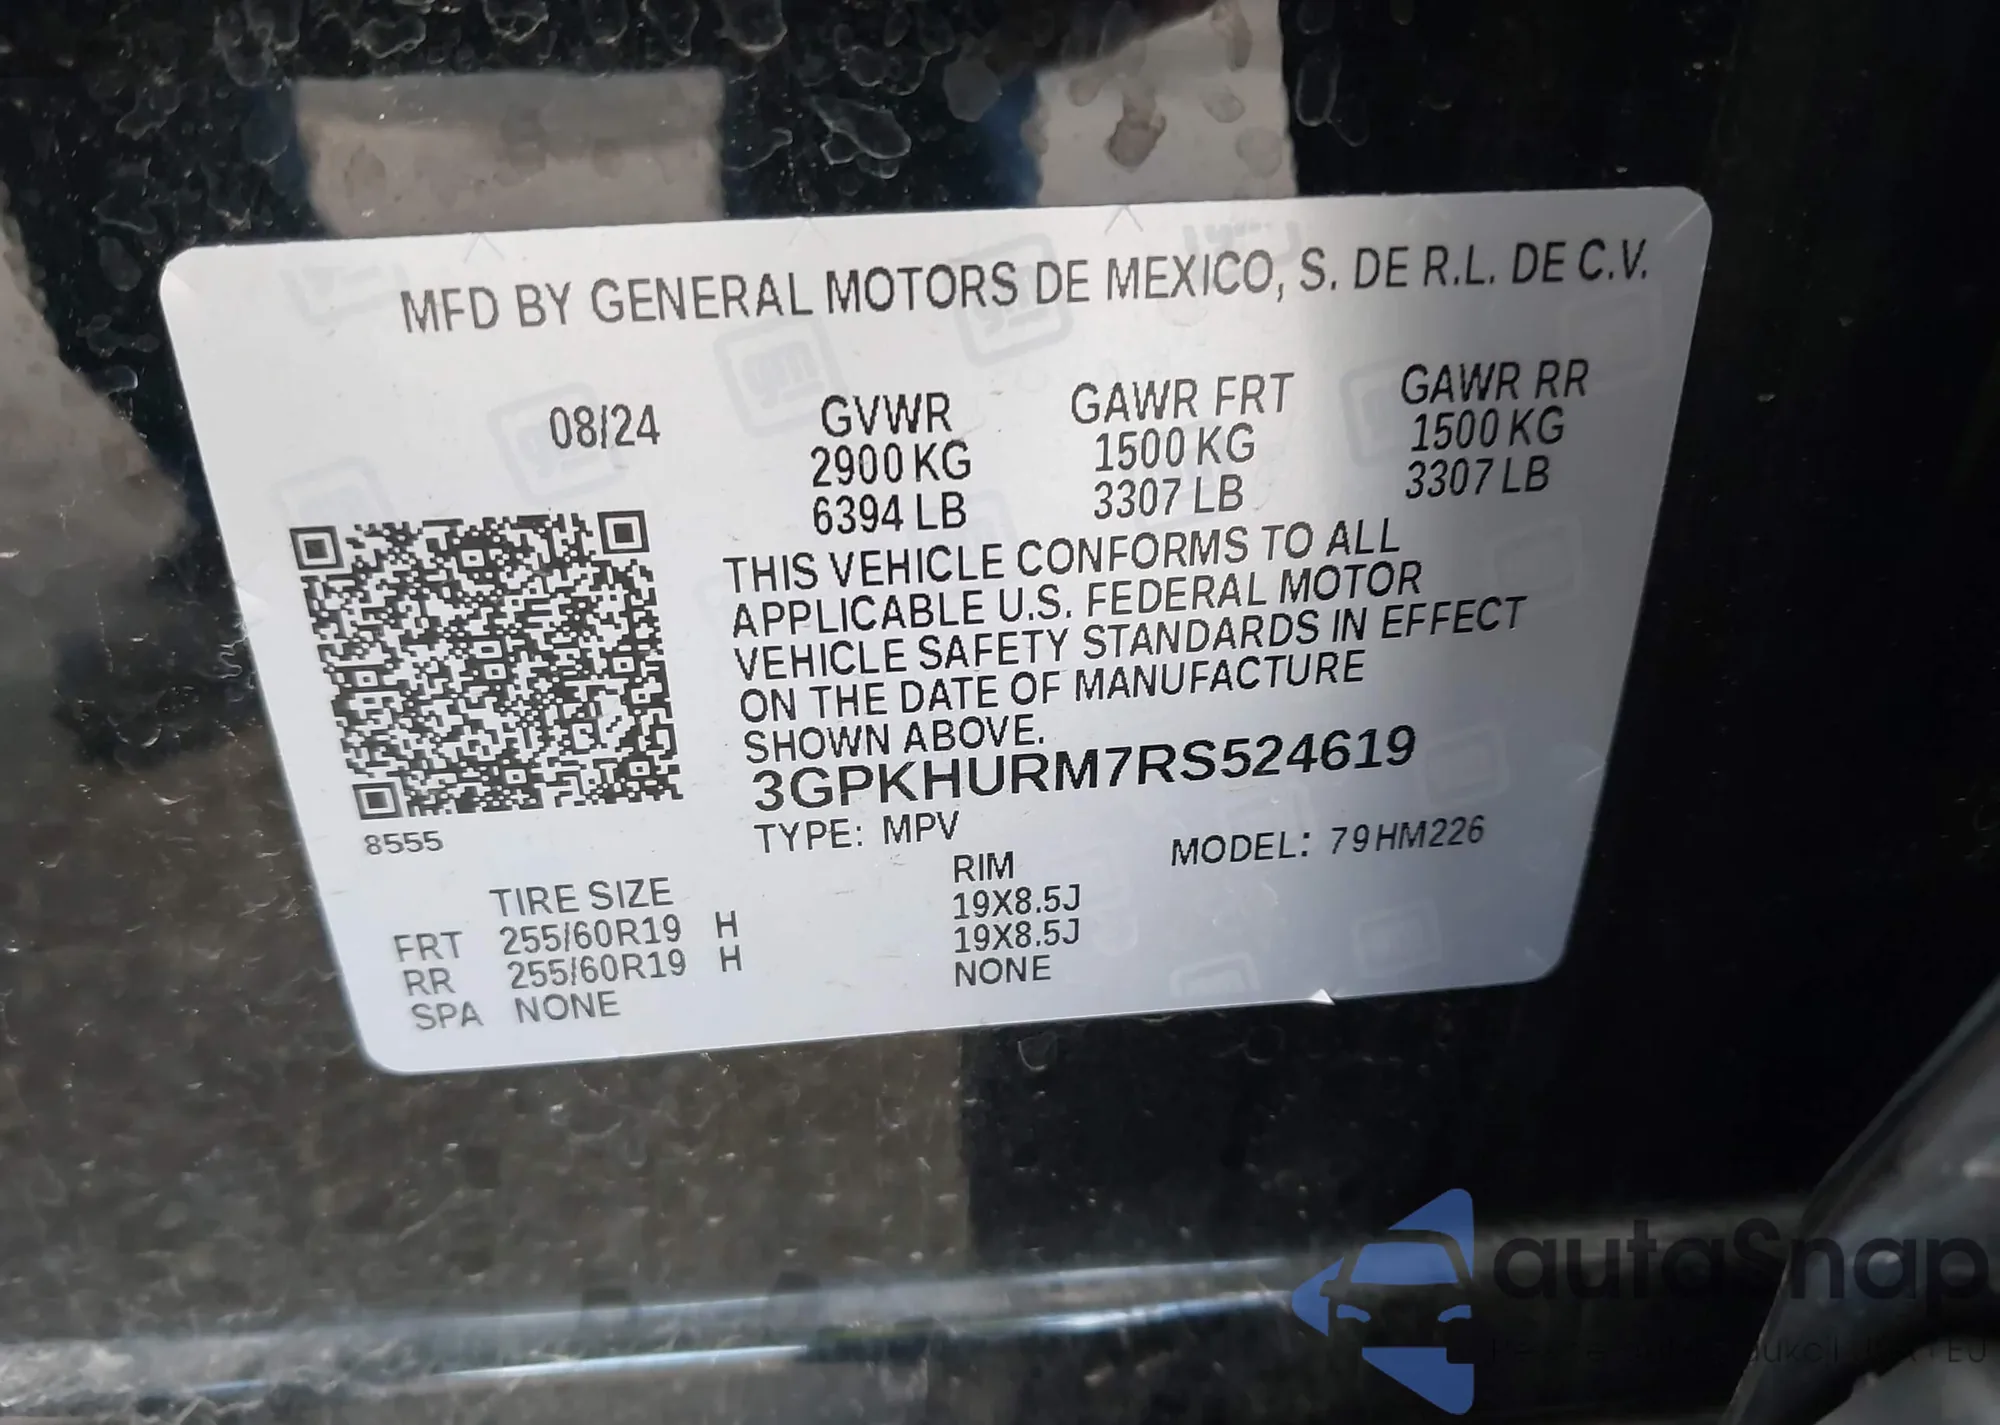 MFD BY GENERAL MOTORS DE MEXICO, S. DE R.L. DE C.V.
08/24 GVWR GAWR FRT GAWR RR
2900 KG 1500 KG 1500 KG
6394 LB 3307 LB 3307 LB
THIS VEHICLE CONFORMS TO ALL
APPLICABLE U.S. FEDERAL MOTOR
VEHICLE SAFETY STANDARDS IN EFFECT
ON THE DATE OF MANUFACTURE
SHOWN ABOVE.
3GPKHURM7RS524619
8555
TYPE: MPV MODEL: 79HM226
TIRE SIZE RIM
FRT 255/60R19 H 19X8.5J
RR 255/60R19 H 19X8.5J
SPA NONE NONE
autaSnap